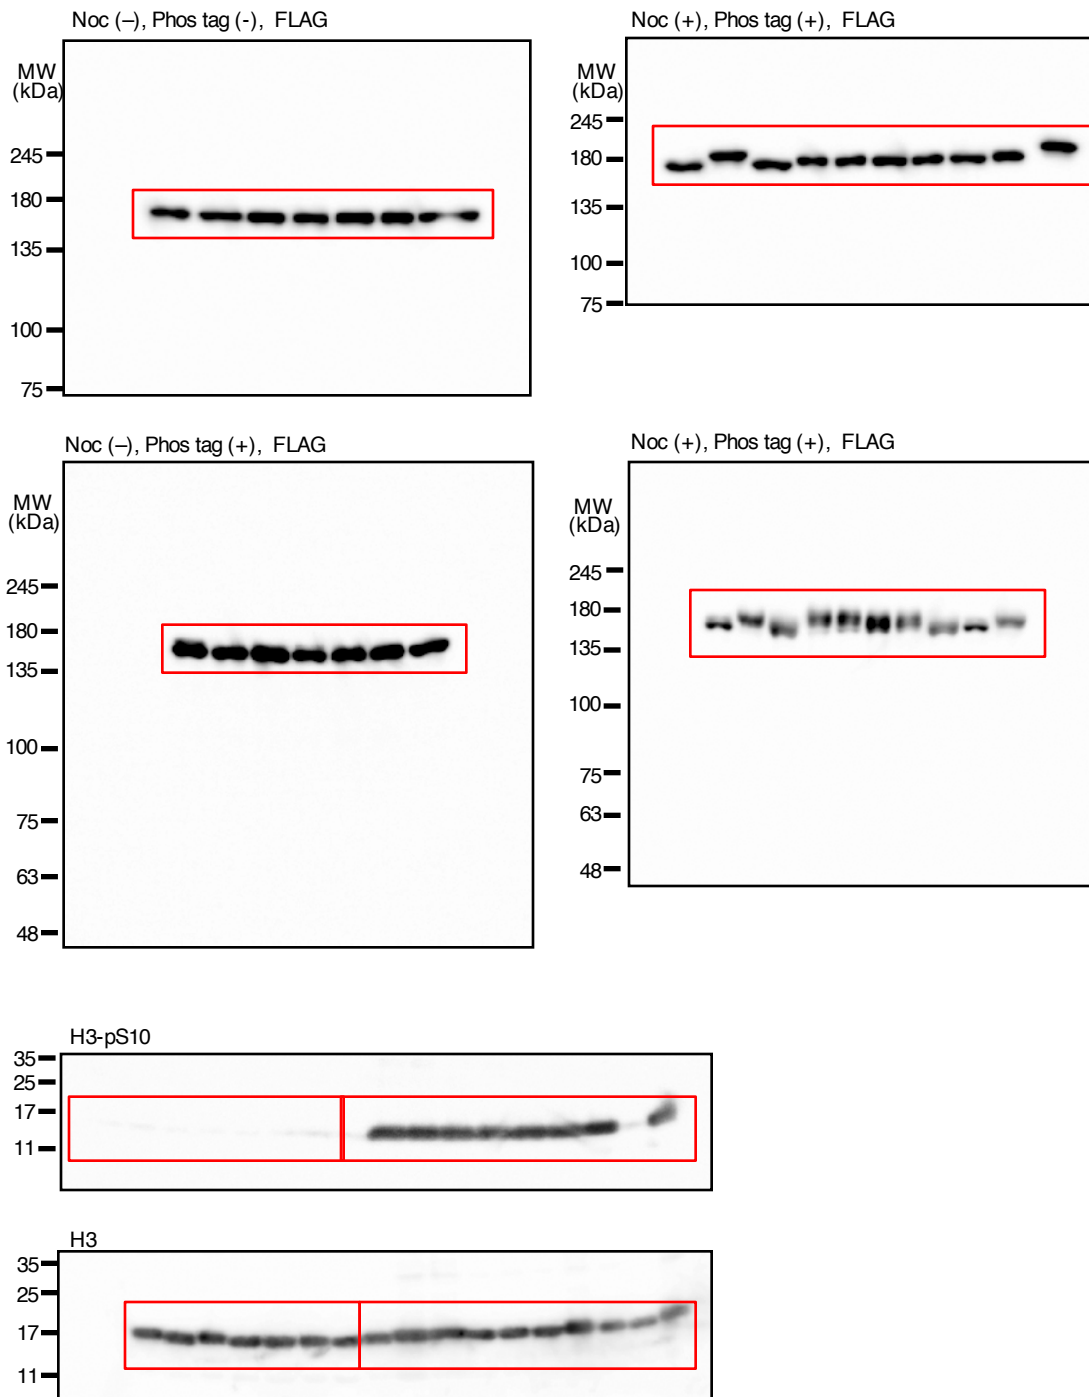 Noc (–), Phos tag (-), FLAG
MW
(kDa)
245
180
135
100
75
Noc (+), Phos tag (+), FLAG
MW
(kDa)
245
180
135
100
75
Noc (–), Phos tag (+), FLAG
MW
(kDa)
245
180
135
100
75
63
48
Noc (+), Phos tag (+), FLAG
MW
(kDa)
245
180
135
100
75
63
48
H3-pS10
35
25
17
11
H3
35
25
17
11